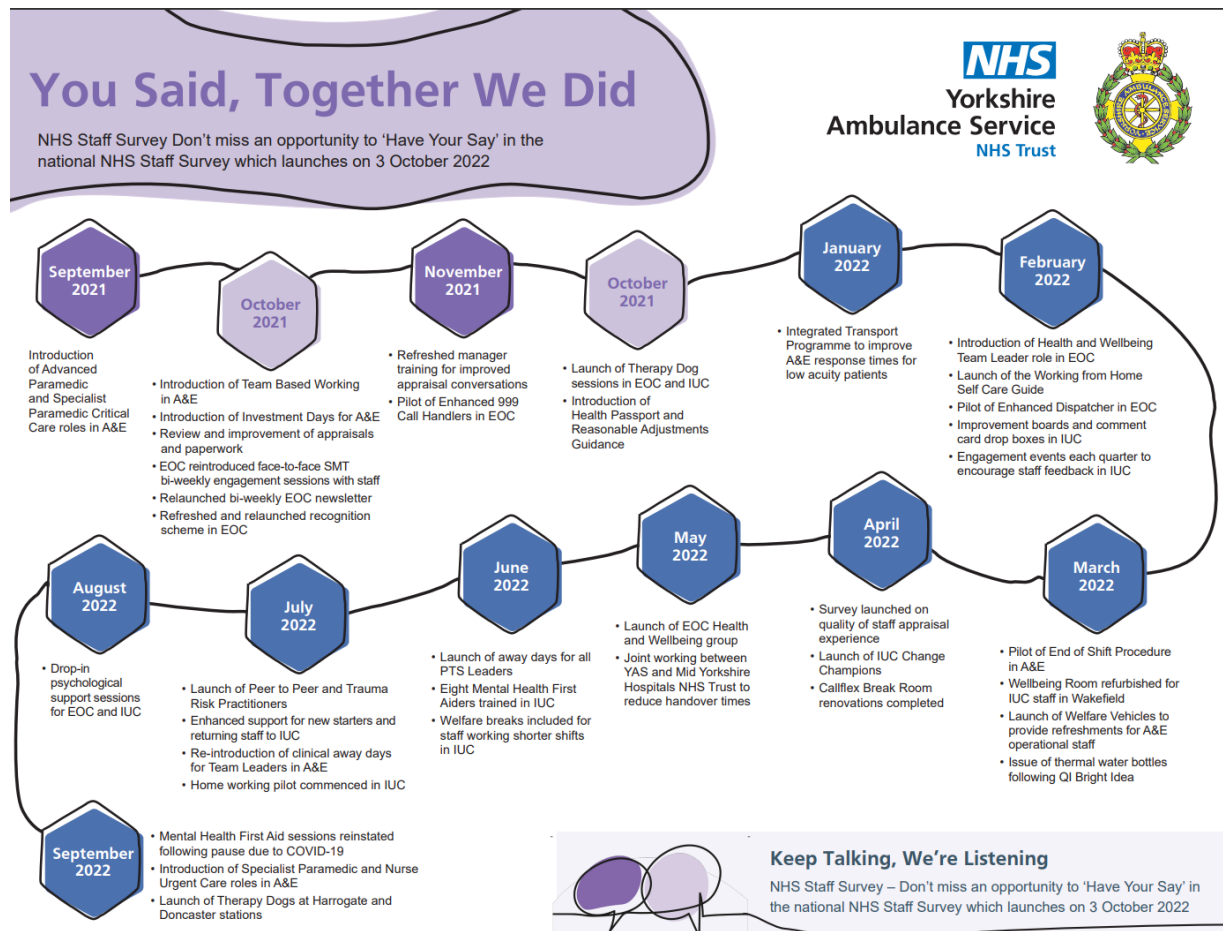 You Said, Together We Did
NHS Staff Survey Don't miss an opportunity to 'Have Your Say' in the
national NHS Staff Survey which launches on 3 October 2022
NHS
Yorkshire
Ambulance Service
NHS Trust
September
2021
Introduction
of Advanced
Paramedic
and Specialist
Paramedic Critical
Care roles in A&E
October
2021
• Introduction of Team Based Working
in A&E
• Introduction of Investment Days for A&E
• Review and improvement of appraisals
and paperwork
• EOC reintroduced face-to-face SMT
bi-weekly engagement sessions with staff
• Relaunched bi-weekly EOC newsletter
• Refreshed and relaunched recognition
scheme in EOC
November
2021
• Refreshed manager
training for improved
appraisal conversations
• Pilot of Enhanced 999
Call Handlers in EOC
October
2021
• Launch of Therapy Dog
sessions in EOC and IUC
• Introduction of
Health Passport and
Reasonable Adjustments
Guidance
January
2022
• Integrated Transport
Programme to improve
A&E response times for
low acuity patients
February
2022
• Introduction of Health and Wellbeing
Team Leader role in EOC
• Launch of the Working from Home
Self Care Guide
• Pilot of Enhanced Dispatcher in EOC
• Improvement boards and comment
card drop boxes in IUC
• Engagement events each quarter to
encourage staff feedback in IUC
March
2022
• Pilot of End of Shift Procedure
in A&E
• Wellbeing Room refurbished for
IUC staff in Wakefield
• Launch of Welfare Vehicles to
provide refreshments for A&E
operational staff
• Issue of thermal water bottles
following QI Bright Idea
April
2022
• Survey launched on
quality of staff appraisal
experience
• Launch of IUC Change
Champions
• Callflex Break Room
renovations completed
May
2022
• Launch of EOC Health
and Wellbeing group
• Joint working between
YAS and Mid Yorkshire
Hospitals NHS Trust to
reduce handover times
June
2022
• Launch of away days for all
PTS Leaders
• Eight Mental Health First
Aiders trained in IUC
• Welfare breaks included for
staff working shorter shifts
in IUC
July
2022
• Launch of Peer to Peer and Trauma
Risk Practitioners
• Enhanced support for new starters and
returning staff to IUC
• Re-introduction of clinical away days
for Team Leaders in A&E
• Home working pilot commenced in IUC
August
2022
• Drop-in
psychological
support sessions
for EOC and IUC
September
2022
• Mental Health First Aid sessions reinstated
following pause due to COVID-19
• Introduction of Specialist Paramedic and Nurse
Urgent Care roles in A&E
• Launch of Therapy Dogs at Harrogate and
Doncaster stations
Keep Talking, We're Listening
NHS Staff Survey – Don't miss an opportunity to 'Have Your Say' in
the national NHS Staff Survey which launches on 3 October 2022